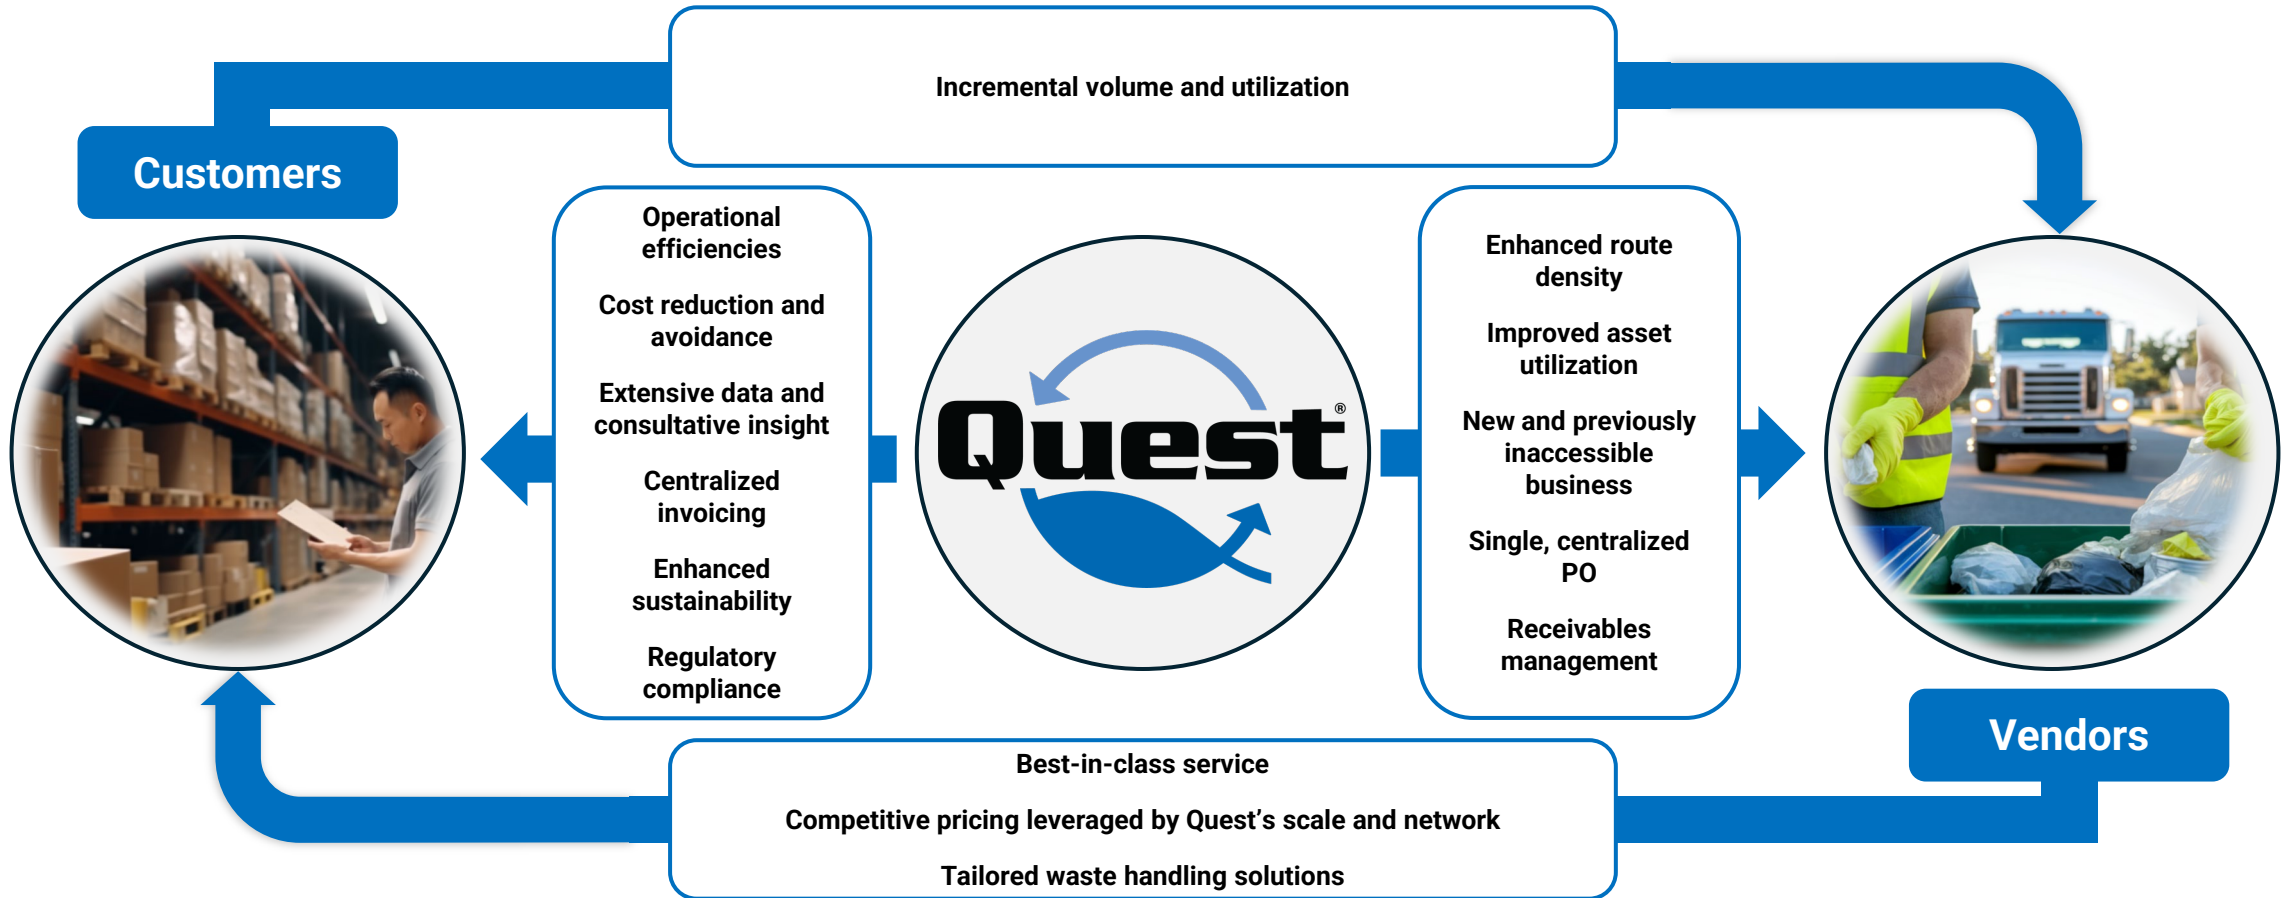 Incremental volume and utilization
Customers
Operational
efficiencies
Cost reduction and
avoidance
Extensive data and
consultative insight
Centralized
invoicing
Enhanced
sustainability
Regulatory
compliance
Quest®
Enhanced route
density
Improved asset
utilization
New and previously
inaccessible
business
Single, centralized
PO
Receivables
management
Vendors
Best-in-class service
Competitive pricing leveraged by Quest’s scale and network
Tailored waste handling solutions